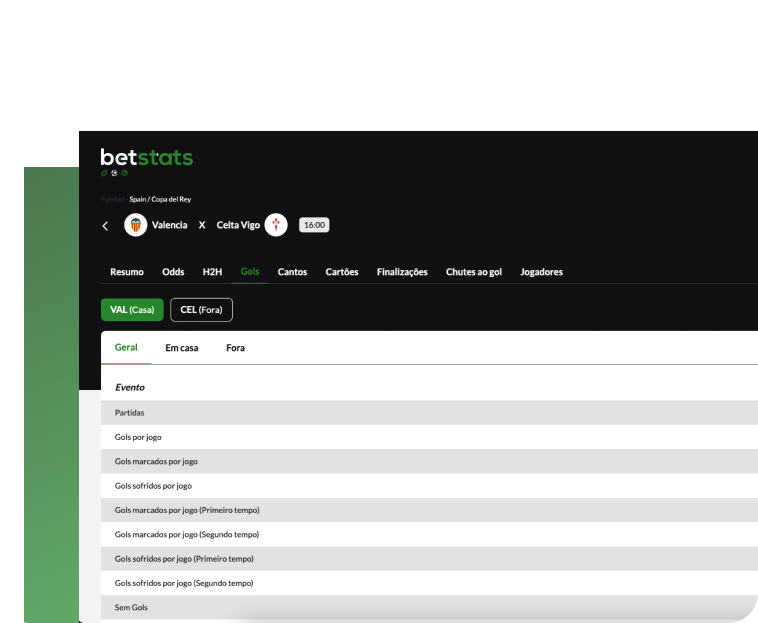 betstats
Futebol Spain / Copa del Rey
Valencia X Celta Vigo 16:00
Resumo Odds H2H Gols Cantos Cartões Finalizações Chutes ao gol Jogadores
VAL (Casa) CEL (Fora)
Geral Em casa Fora
Evento
Partidas
Gols por jogo
Gols marcados por jogo
Gols sofridos por jogo
Gols marcados por jogo (Primeiro tempo)
Gols marcados por jogo (Segundo tempo)
Gols sofridos por jogo (Primeiro tempo)
Gols sofridos por jogo (Segundo tempo)
Sem Gols